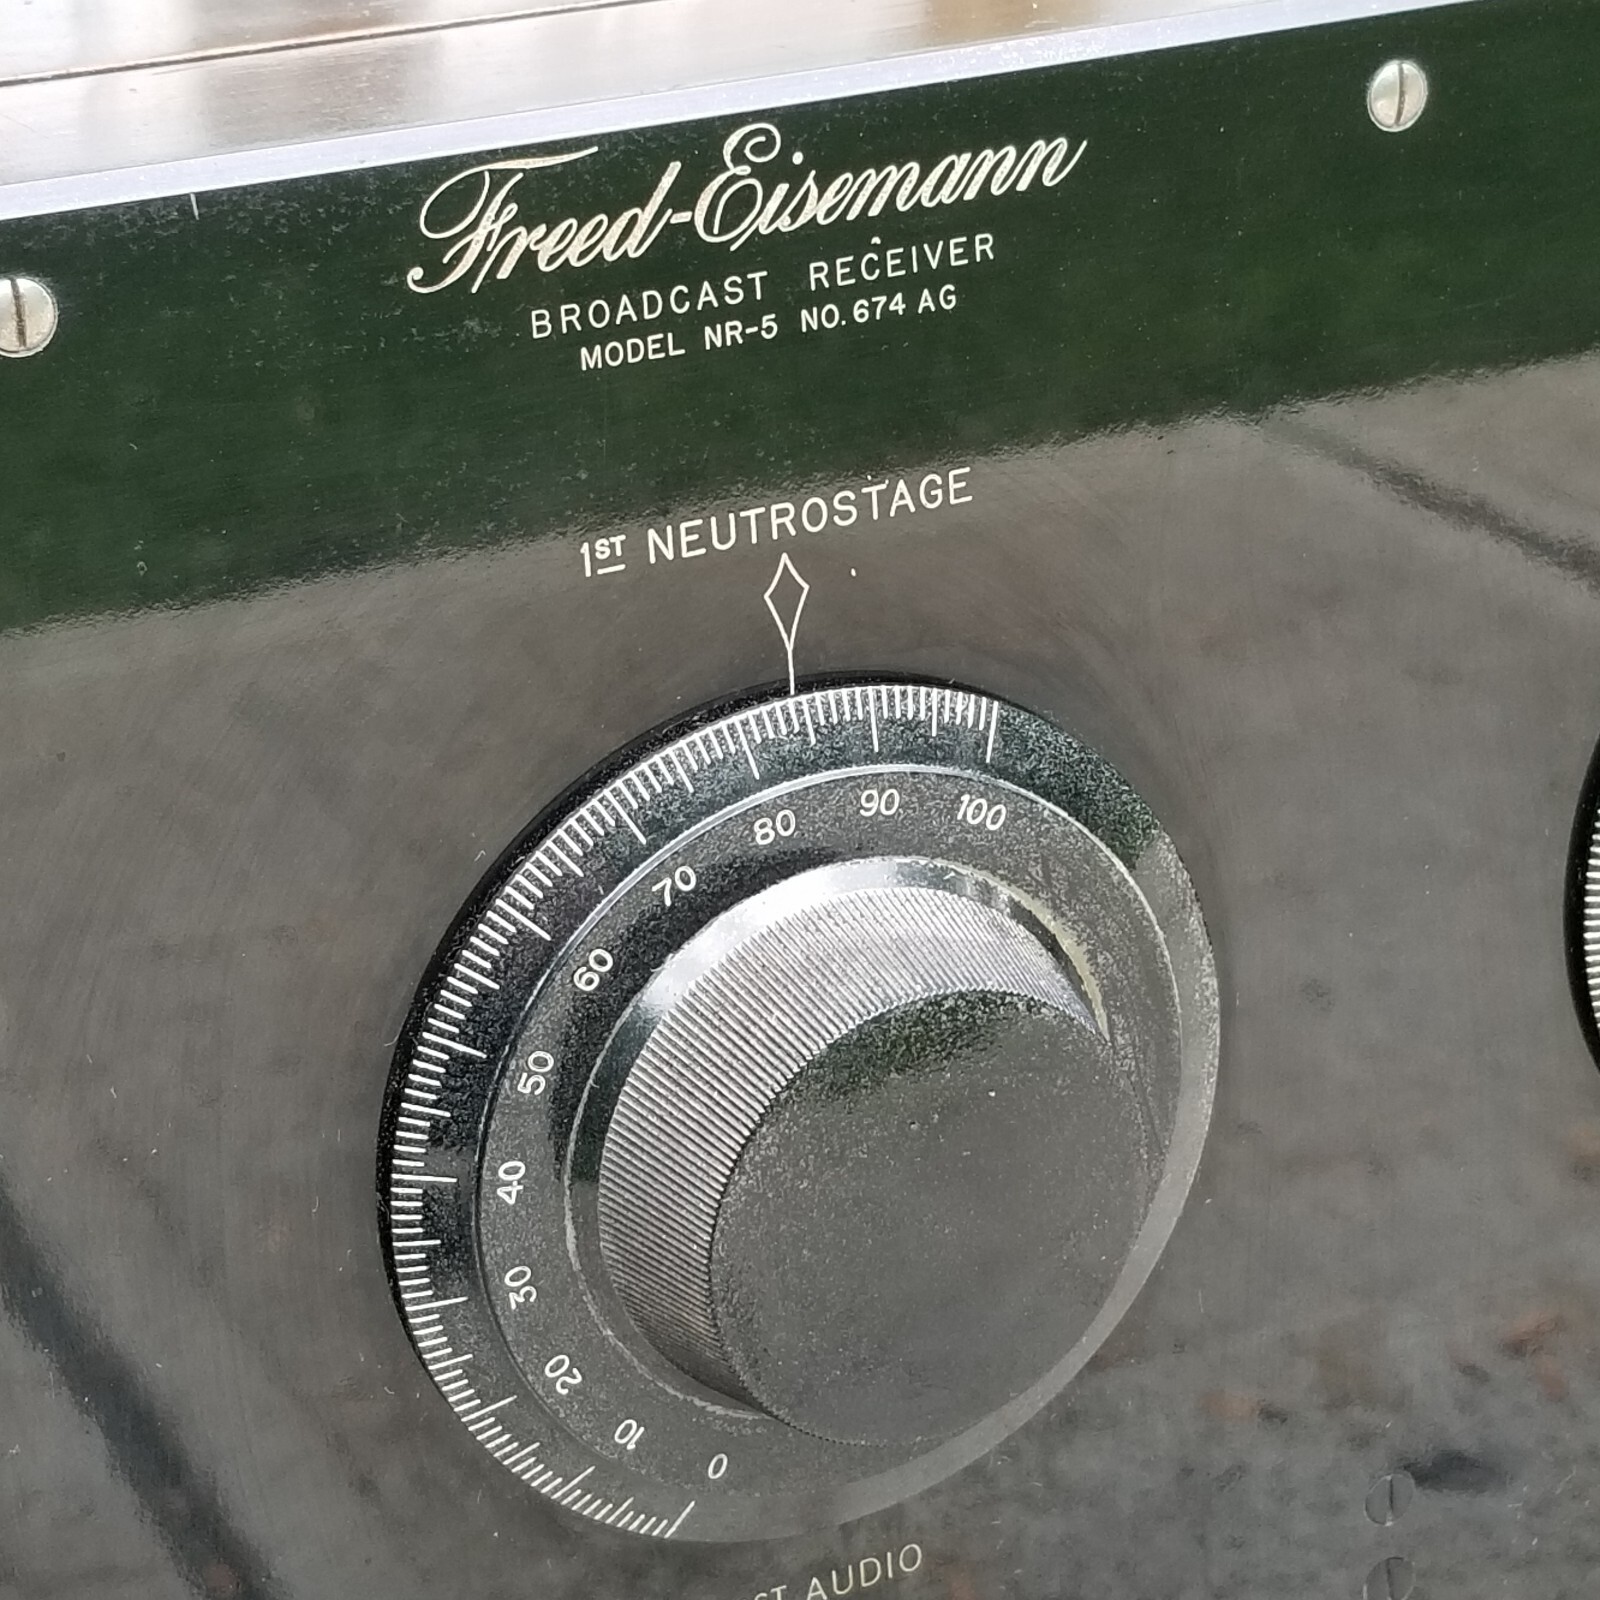 Freed-Eisemann
BROADCAST RECEIVER
MODEL NR-5 NO. 674 AG
1ST NEUTROSTAGE
100
90
80
70
60
50
40
30
20
10
0
AUDIO